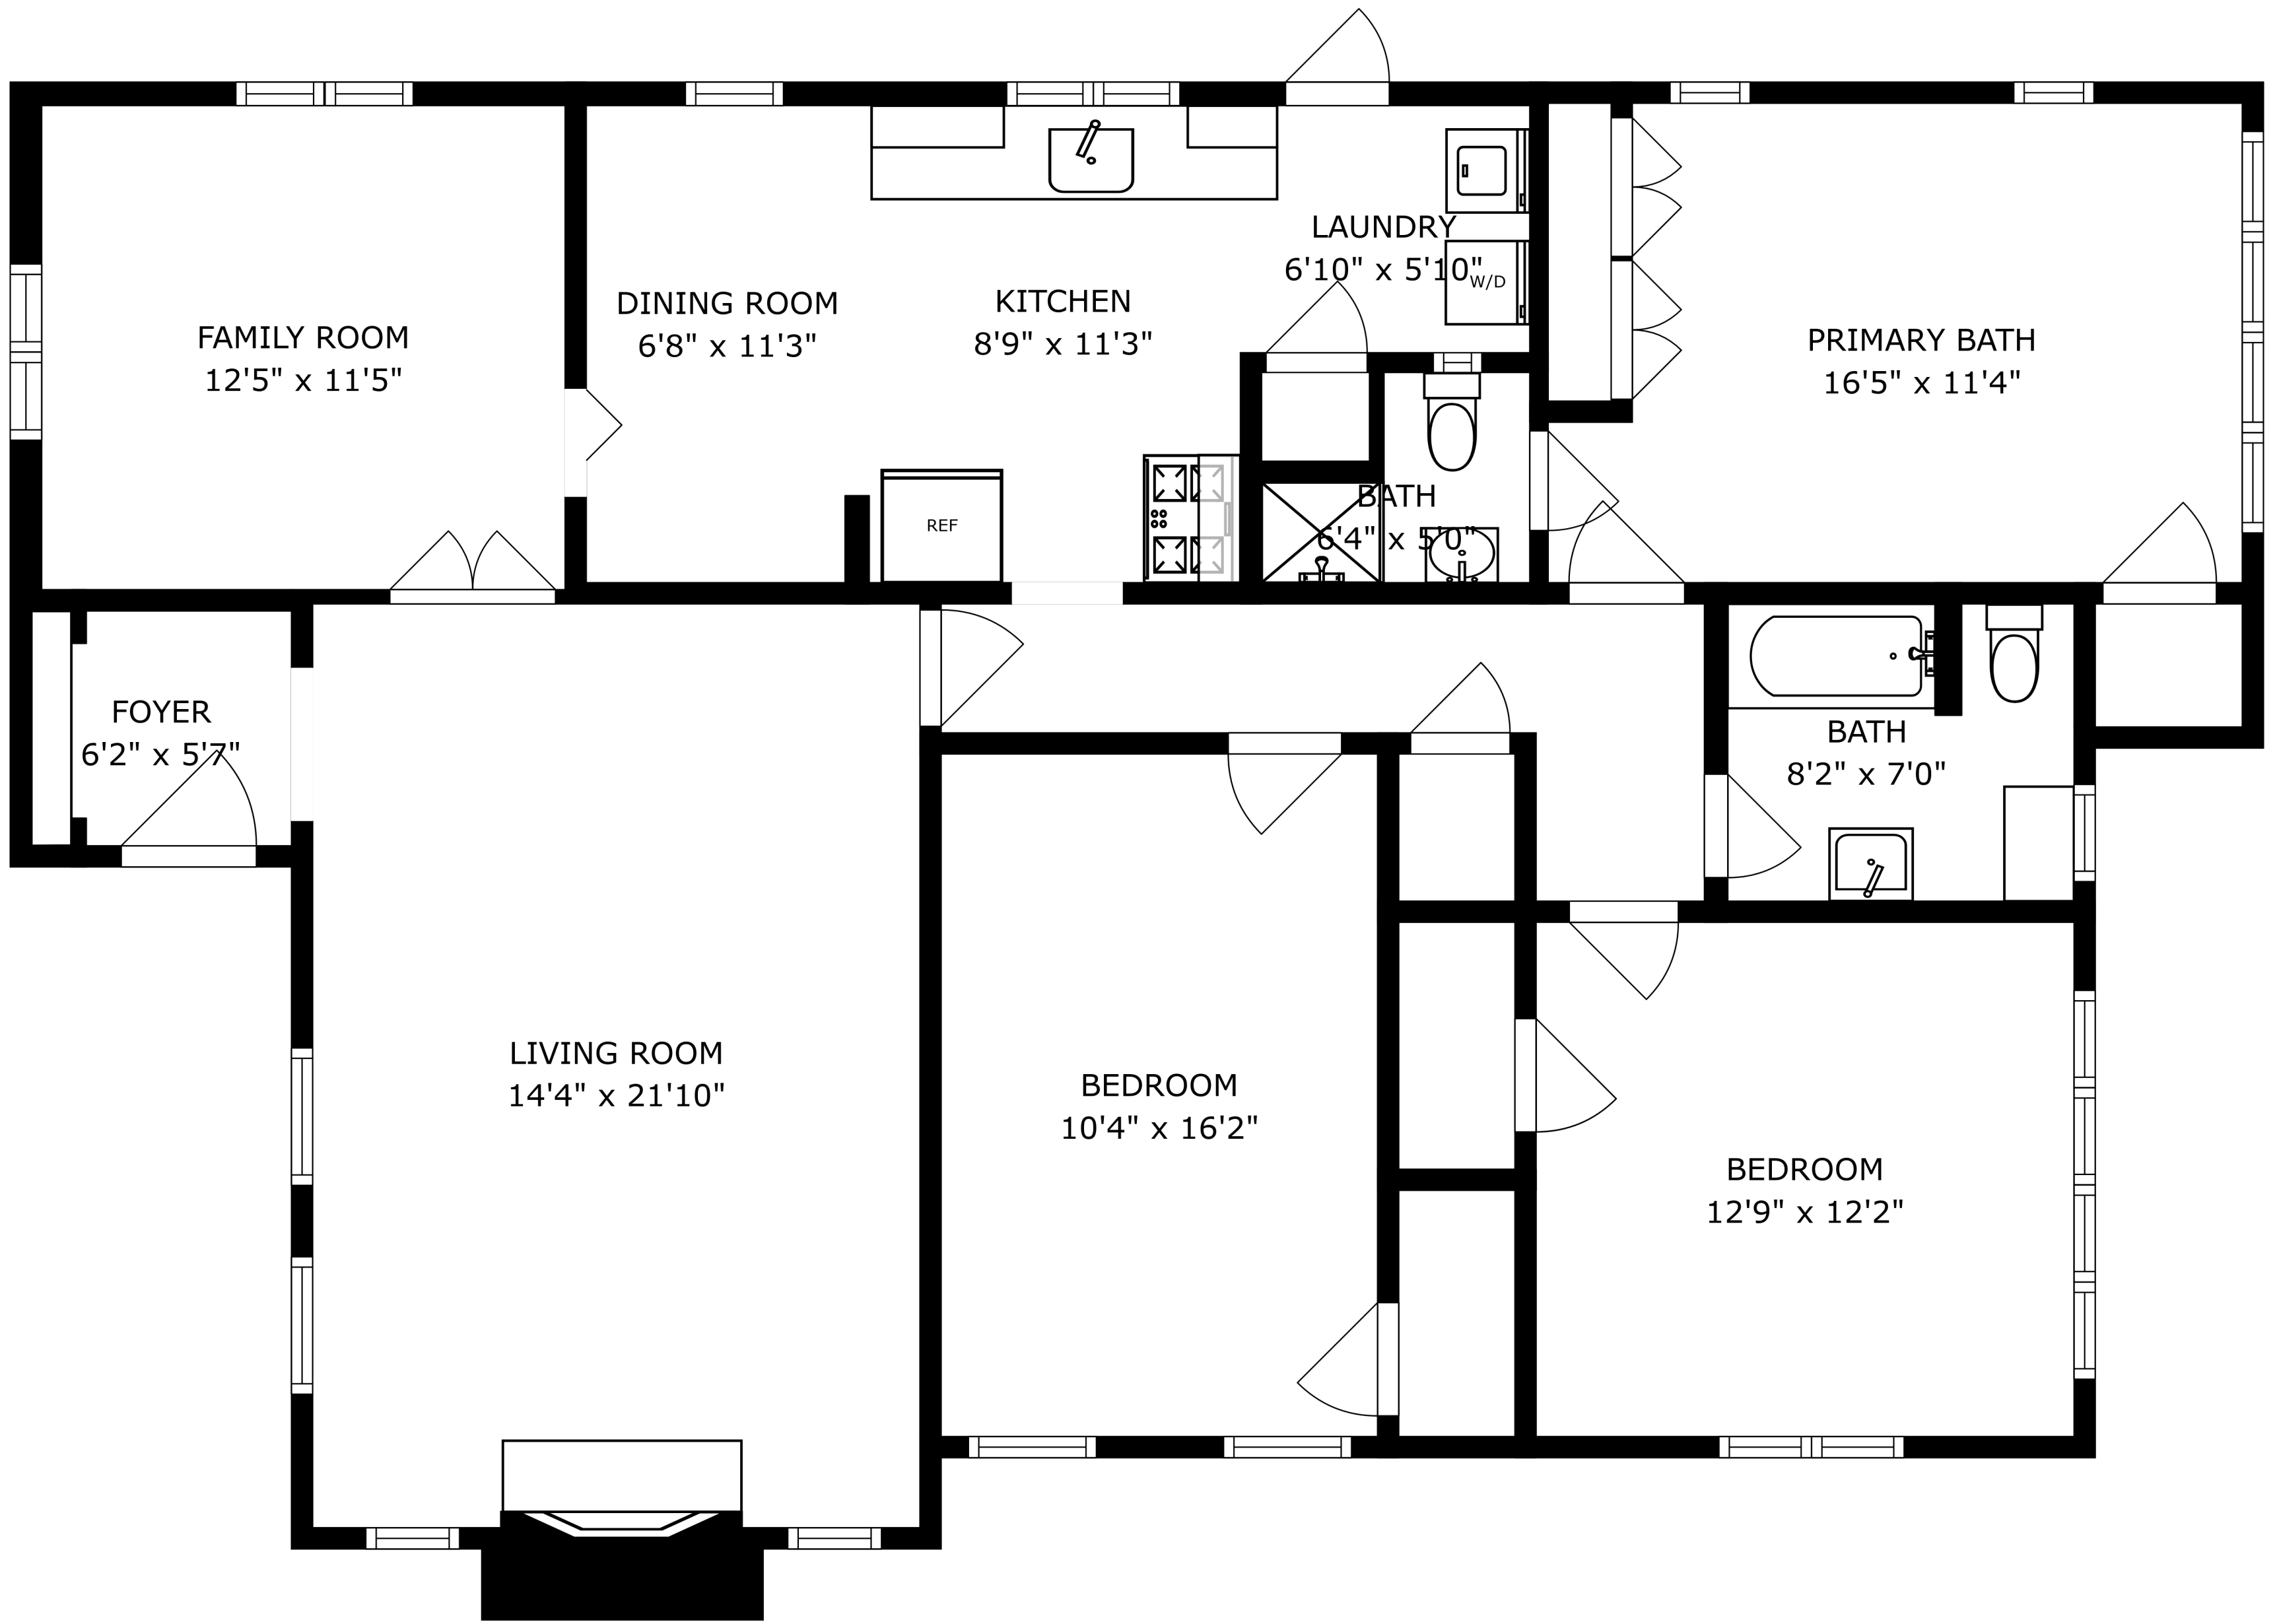 FAMILY ROOM
12'5" x 11'5"
DINING ROOM
6'8" x 11'3"
KITCHEN
8'9" x 11'3"
LAUNDRY
6'10" x 5'10"
W/D
PRIMARY BATH
16'5" x 11'4"
REF
BATH
6'4" x 5'0"
FOYER
6'2" x 5'7"
BATH
8'2" x 7'0"
LIVING ROOM
14'4" x 21'10"
BEDROOM
10'4" x 16'2"
BEDROOM
12'9" x 12'2"